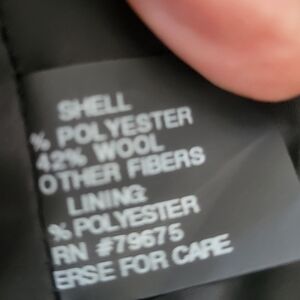 SHELL
% POLYESTER
42% WOOL
OTHER FIBERS
LINING:
% POLYESTER
RN #79675
ERSE FOR CARE